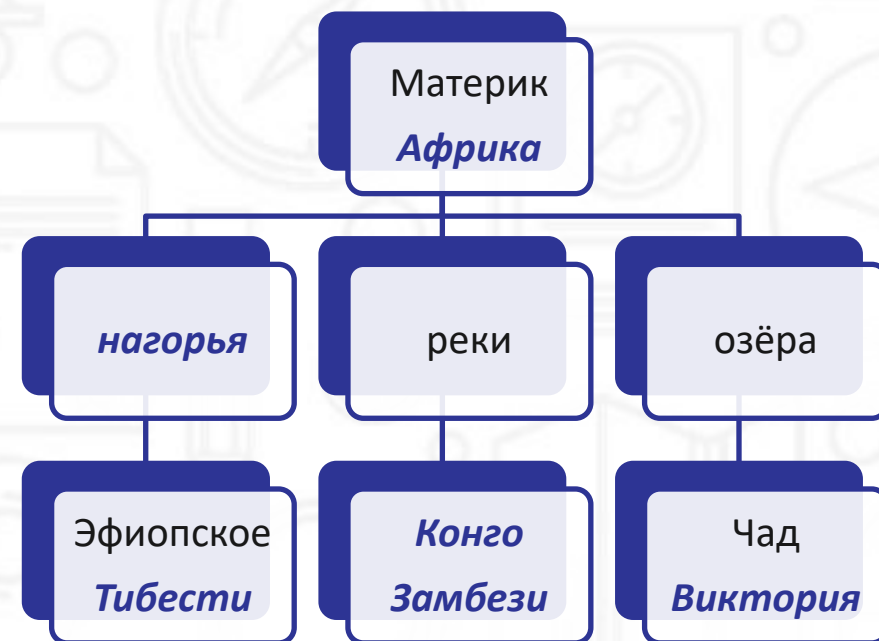 Материк
Африка
нагорья
реки
озёра
Эфиопское
Тибести
Конго
Замбези
Чад
Виктория